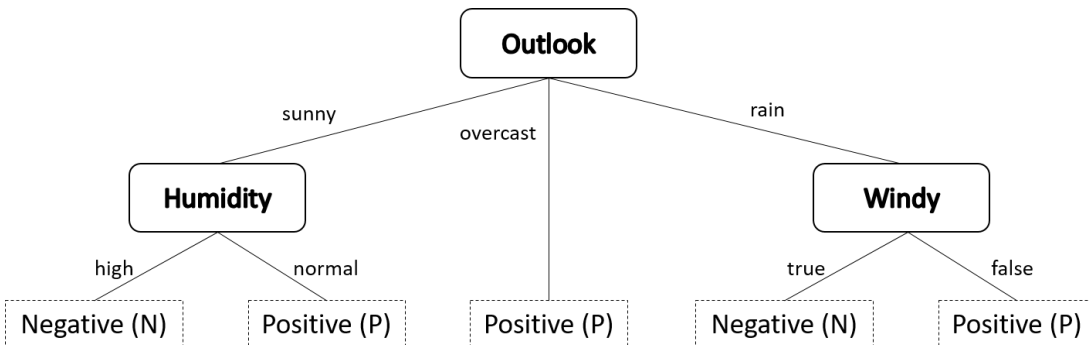 Outlook
sunny
overcast
rain
Humidity
Windy
high
normal
true
false
Negative (N)
Positive (P)
Positive (P)
Negative (N)
Positive (P)